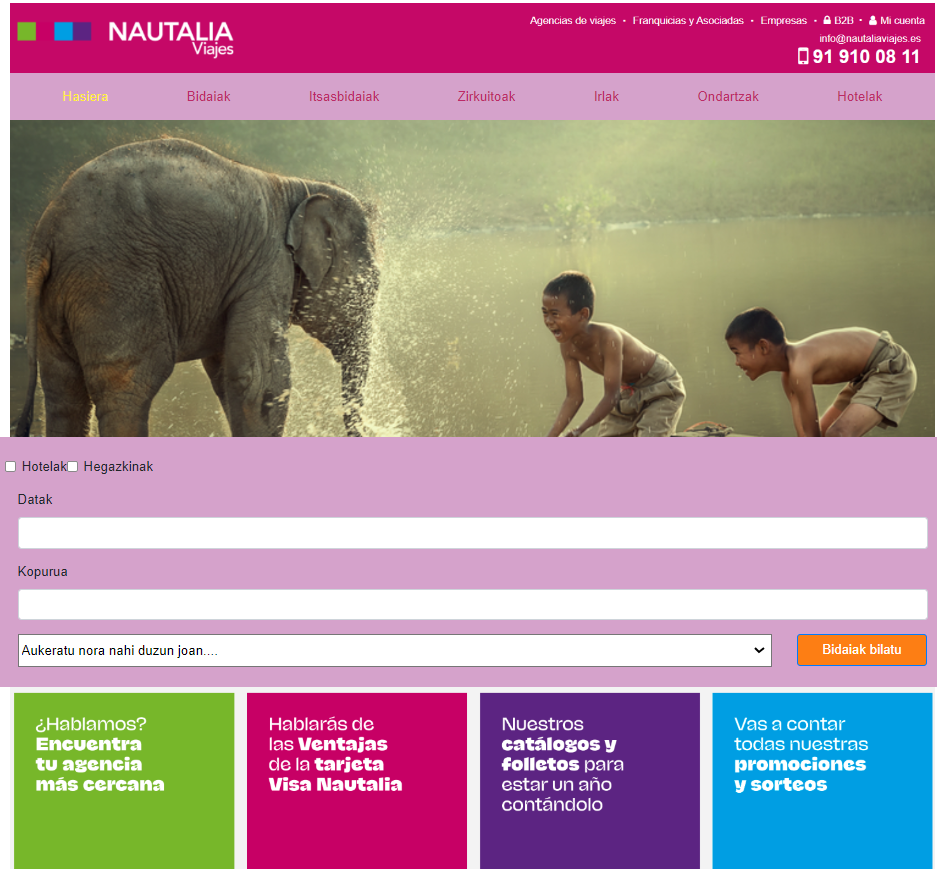 NAUTALIA
Viajes
Agencias de viajes • Franquicias y Asociadas • Empresas • B2B • Mi cuenta
info@nautaliaviajes.es
91 910 08 11
Hasiera Bidaiak Itsasbidaiak Zirkuitoak Irlak Ondartzak Hotelak
Hotelak Hegazkinak
Datak
Kopurua
Aukeratu nora nahi duzun joan....
Bidaiak bilatu
¿Hablamos?
Encuentra
tu agencia
más cercana
Hablarás de
las Ventajas
de la tarjeta
Visa Nautalia
Nuestros
catálogos y
folletos para
estar un año
contándolo
Vas a contar
todas nuestras
promociones
y sorteos